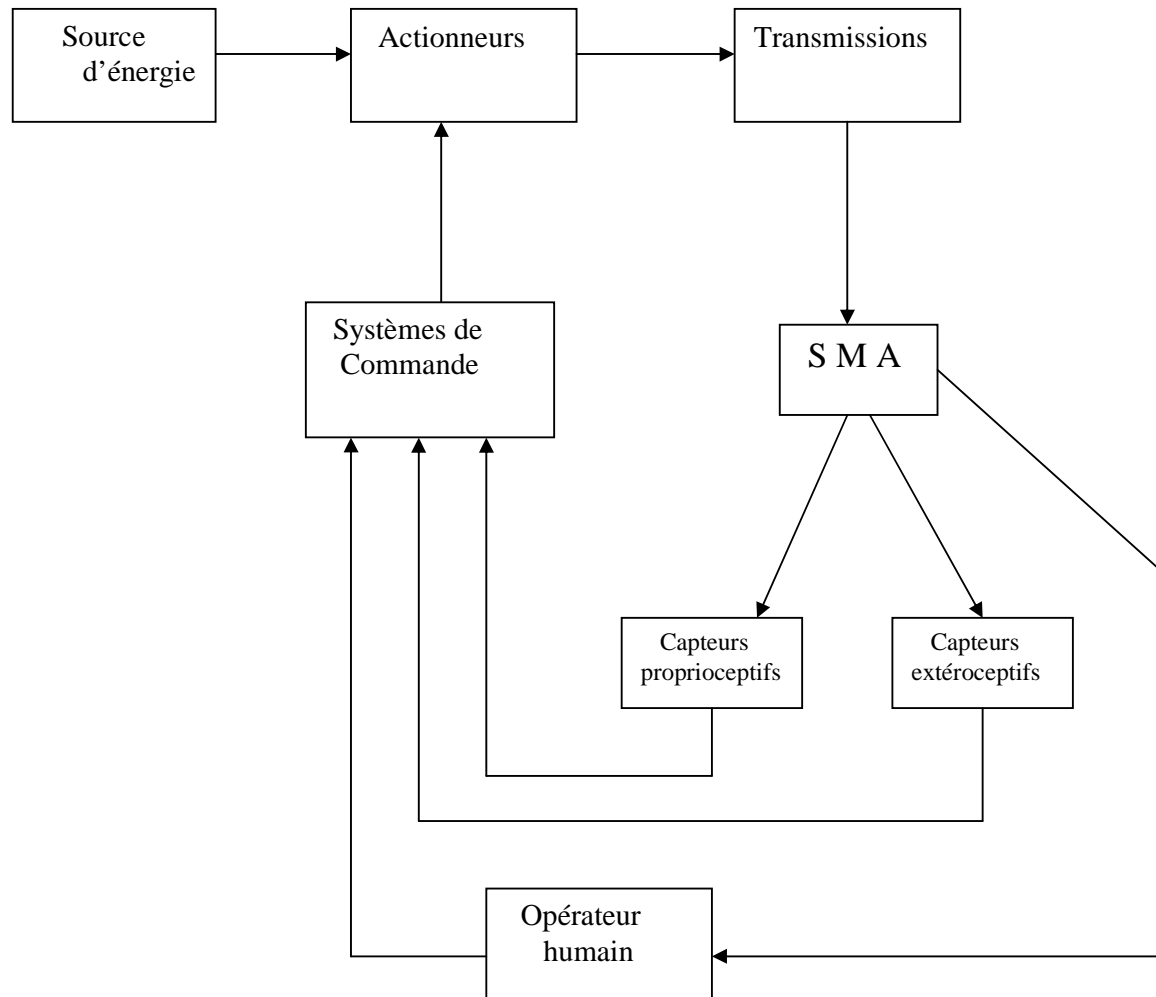 Source
d’énergie
Actionneurs
Transmissions
Systèmes de
Commande
S M A
Capteurs
proprioceptifs
Capteurs
extéroceptifs
Opérateur
humain